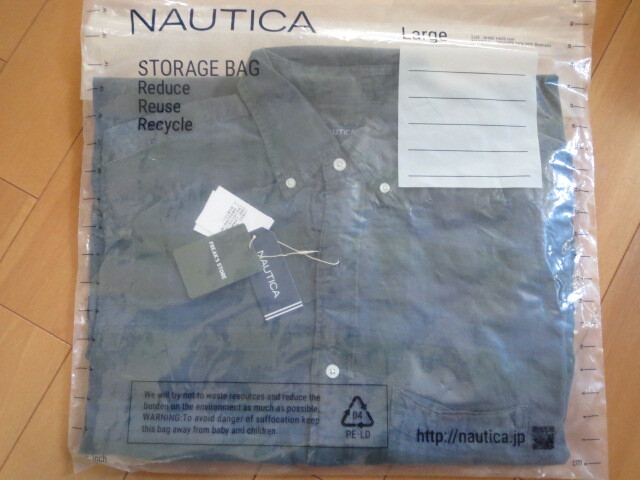 NAUTICA
Large
STORAGE BAG
Reduce
Reuse
Recycle
NAUTICA
FREAK'S STORE
NAUTICA
We will try not to waste resources and reduce the
burden on the environment as much as possible.
WARNING:To avoid danger of suffocation keep
this bag away from baby and children.
04
PE-LD
http://nautica.jp
inch
cm